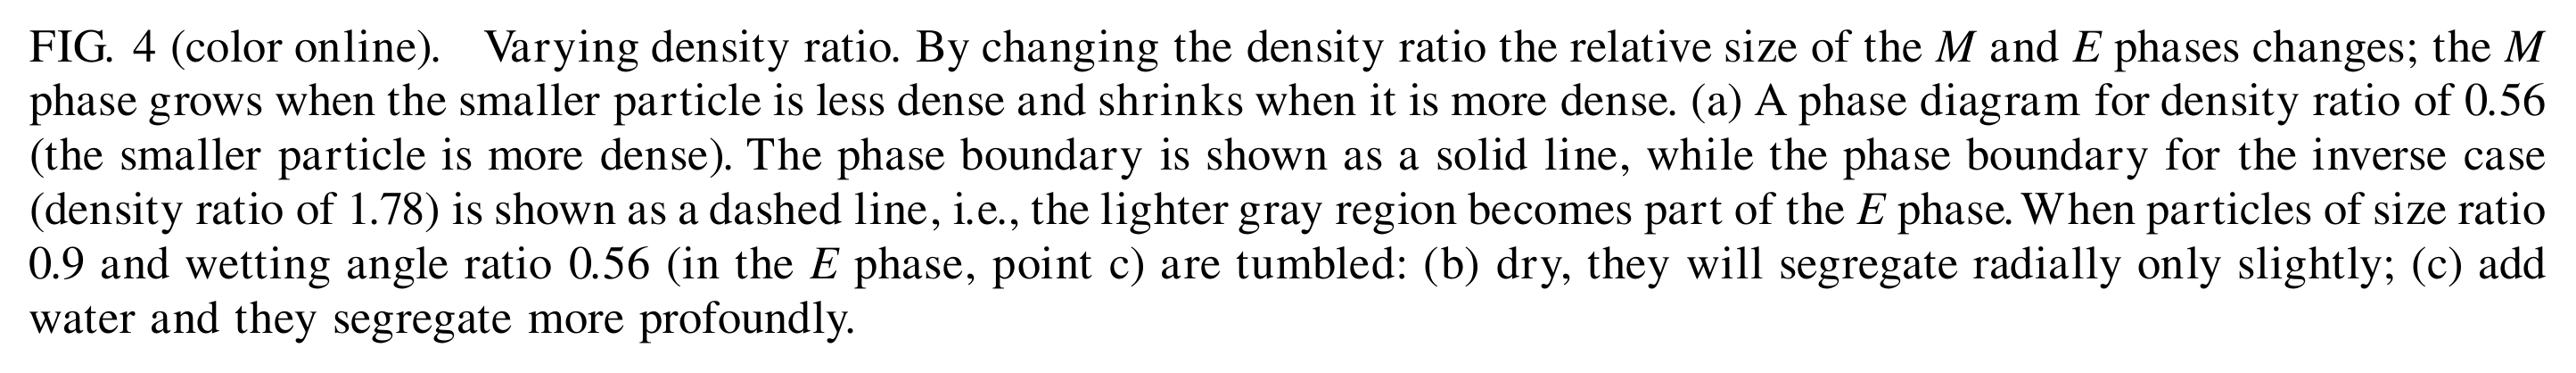 FIG. 4 (color online). Varying density ratio. By changing the density ratio the relative size of the M and E phases changes; the M
phase grows when the smaller particle is less dense and shrinks when it is more dense. (a) A phase diagram for density ratio of 0.56
(the smaller particle is more dense). The phase boundary is shown as a solid line, while the phase boundary for the inverse case
(density ratio of 1.78) is shown as a dashed line, i.e., the lighter gray region becomes part of the E phase. When particles of size ratio
0.9 and wetting angle ratio 0.56 (in the E phase, point c) are tumbled: (b) dry, they will segregate radially only slightly; (c) add
water and they segregate more profoundly.